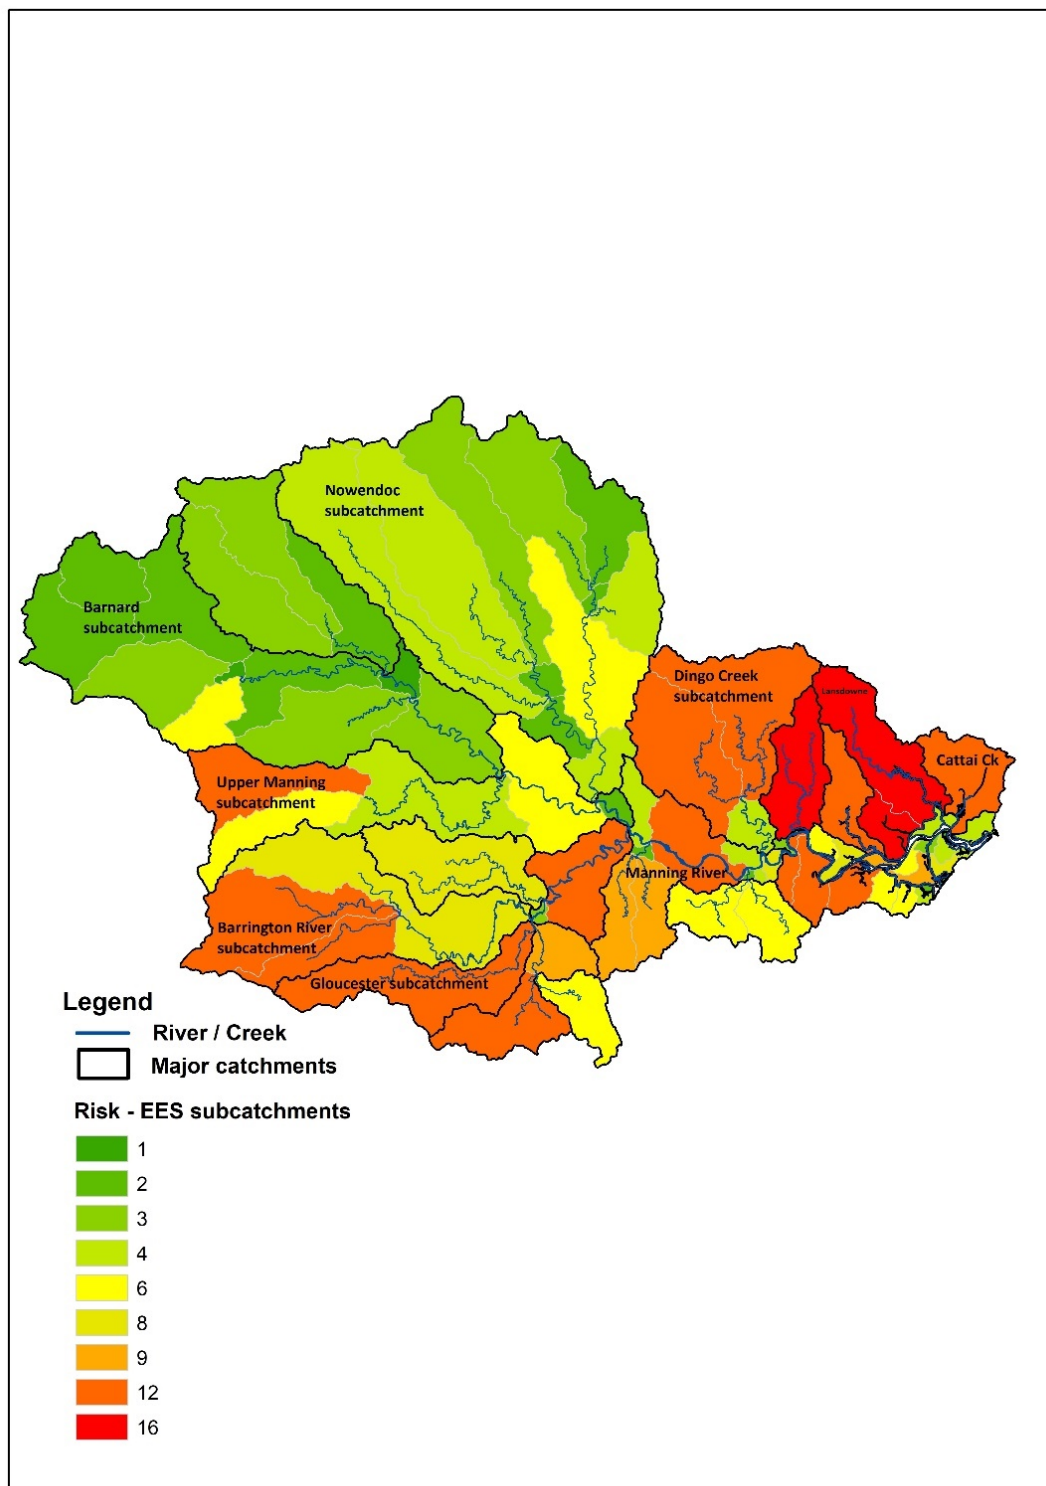 Nowendoc
subcatchment
Barnard
subcatchment
Dingo Creek
subcatchment
Lansdowne
Cattai Ck
Upper Manning
subcatchment
Manning River
Barrington River
subcatchment
Gloucester subcatchment
Legend
River / Creek
Major catchments
Risk - EES subcatchments
1
2
3
4
6
8
9
12
16